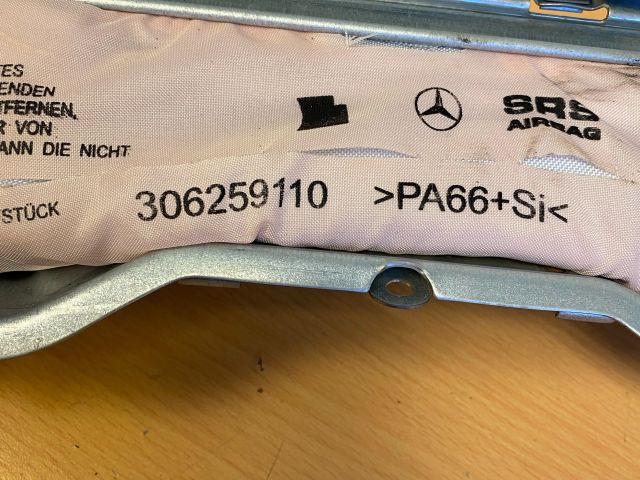 TES
ENDEN
TFERNEN,
R VON
ANN DIE NICHT
SRS
AIRBAG
STÜCK
306259110 >PA66+Si<